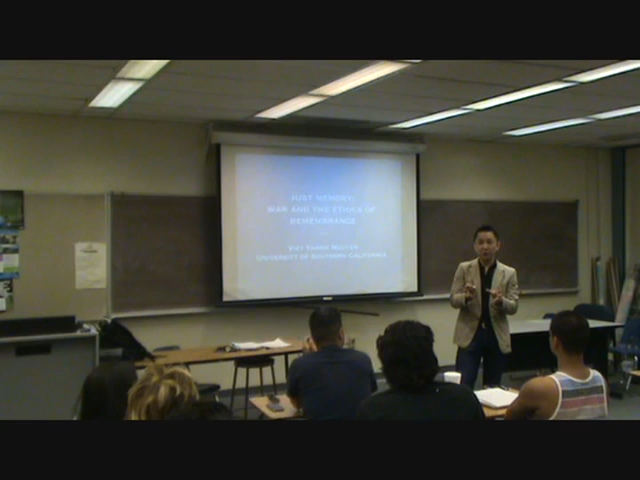 JUST MEMORY:
WAR AND THE ETHICS OF
REMEMBRANCE
VIET THANH NGUYEN
UNIVERSITY OF SOUTHERN CALIFORNIA